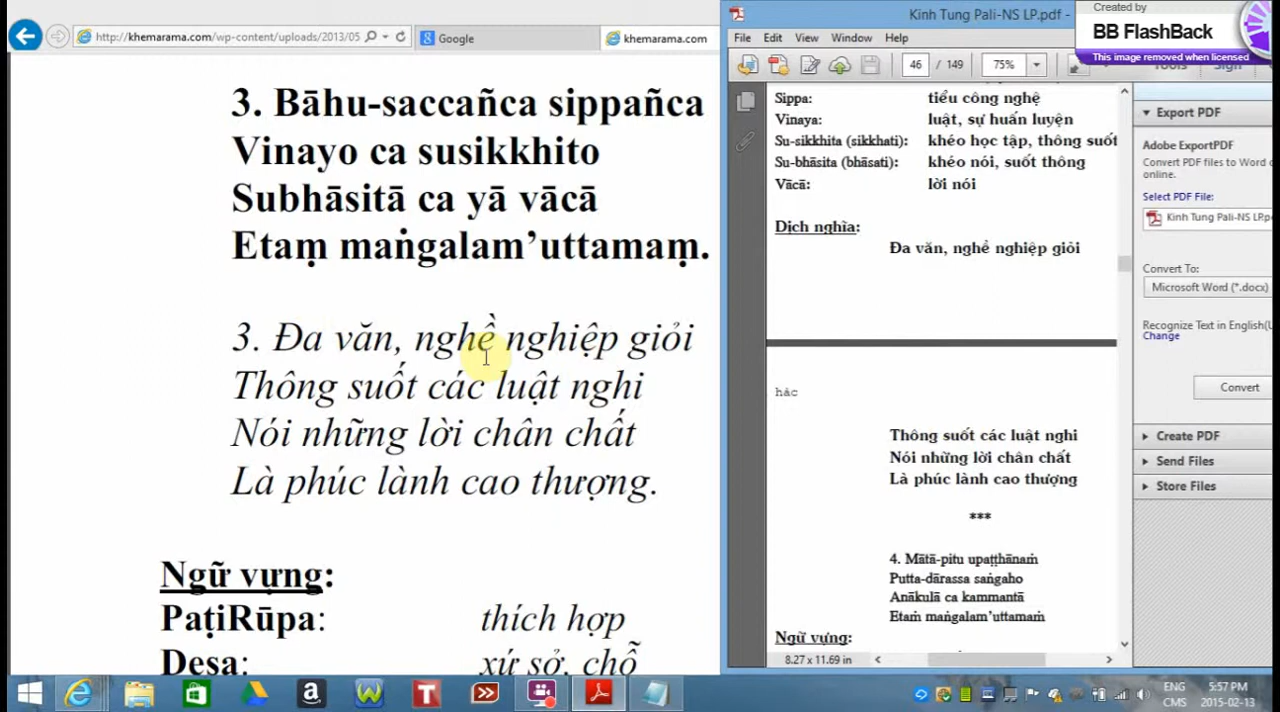 http://khemarama.com/wp-content/uploads/2013/05
Google
khemarama.com
3. Bāhu-saccañca sippañca
Vinayo ca susikkhito
Subhāsitā ca yā vācā
Etaṃ maṅgalam’uttamaṃ.
3. Đa văn, nghề nghiệp giỏi
Thông suốt các luật nghi
Nói những lời chân chất
Là phúc lành cao thượng.
Ngữ vựng:
PaṭiRūpa: thích hợp
Desa: xứ sở, chỗ
Kinh Tung Pali-NS LP.pdf -
Created by
BB FlashBack
This image removed when licensed
File Edit View Window Help
46 / 149 75%
Tools Sign
Sippa: tiểu công nghệ
Vinaya: luật, sự huấn luyện
Su-sikkhita (sikkhati): khéo học tập, thông suốt
Su-bhāsita (bhāsati): khéo nói, suốt thông
Vācā: lời nói
Dịch nghĩa:
Đa văn, nghề nghiệp giỏi
hàc
Thông suốt các luật nghi
Nói những lời chân chất
Là phúc lành cao thượng
***
4. Mātā-pitu upaṭṭhānaṁ
Putta-dārassa saṅgaho
Anākulā ca kammantā
Etaṁ maṅgalam’uttamaṁ
Ngữ vựng:
8.27 x 11.69 in
Export PDF
Adobe ExportPDF
Convert PDF files to Word o
online.
Select PDF File:
Kinh Tung Pali-NS LP.p
Convert To:
Microsoft Word (*.docx)
Recognize Text in English(U
Change
Convert
Create PDF
Send Files
Store Files
ENG
CMS
5:57 PM
2015-02-13